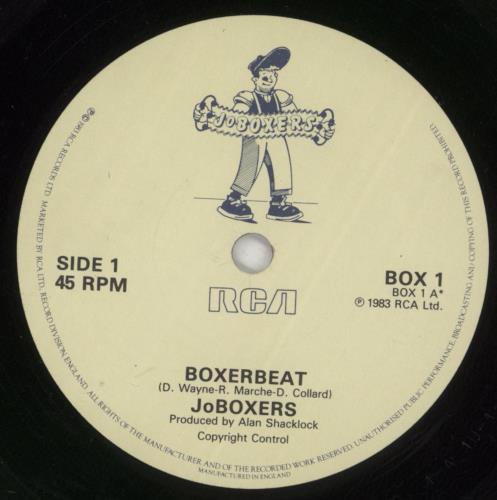 JOBOXERS
SIDE 1
45 RPM
BOX 1
BOX 1 A*
℗ 1983 RCA Ltd.
RCA
BOXERBEAT
(D. Wayne-R. Marche-D. Collard)
JoBOXERS
Produced by Alan Shacklock
Copyright Control
©℗ 1983 RCA RECORDS LTD. MARKETED BY RCA LTD., RECORD DIVISION, ENGLAND. ALL RIGHTS OF THE MANUFACTURER AND OF THE RECORDED WORK RESERVED. UNAUTHORISED PUBLIC PERFORMANCE, BROADCASTING AND COPYING OF THIS RECORD PROHIBITED.
MANUFACTURED IN ENGLAND